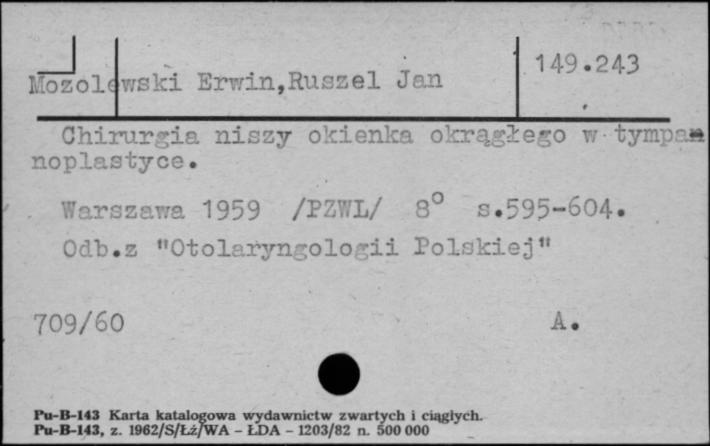 149.243
Mozolewski Erwin,Ruszel Jan
Chirurgia niszy okienka okrągłego w tympan
noplastyce.
Warszawa 1959 /PZWL/ 8° s.595-604.
Odb.z "Otolaryngologii Polskiej"
709/60 A.
Pu-B-143 Karta katalogowa wydawnictw zwartych i ciągłych.
Pu-B-143, z. 1962/S/Łź/WA - ŁDA - 1203/82 n. 500 000